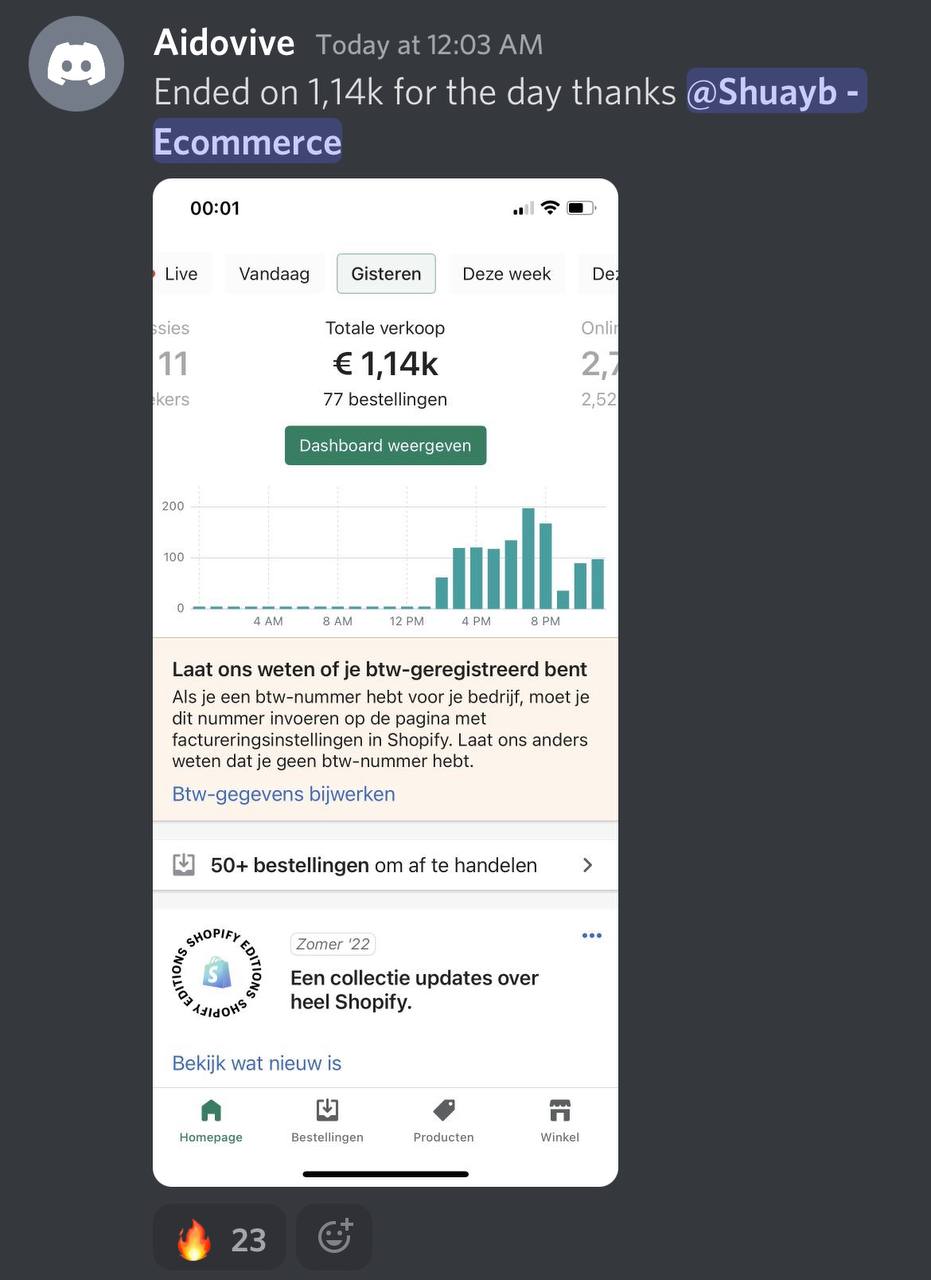 Aidovive Today at 12:03 AM
Ended on 1,14k for the day thanks @Shuayb -
Ecommerce
00:01
Live Vandaag Gisteren Deze week Dez
ssies Totale verkoop Onlin
11 € 1,14k 2,7
ekers 77 bestellingen 2,52
Dashboard weergeven
200
100
0
4 AM 8 AM 12 PM 4 PM 8 PM
Laat ons weten of je btw-geregistreerd bent
Als je een btw-nummer hebt voor je bedrijf, moet je
dit nummer invoeren op de pagina met
factureringsinstellingen in Shopify. Laat ons anders
weten dat je geen btw-nummer hebt.
Btw-gegevens bijwerken
50+ bestellingen om af te handelen
SHOPIFY EDITIONS SHOPIFY EDITIONS
Zomer '22
Een collectie updates over
heel Shopify.
Bekijk wat nieuw is
Homepage Bestellingen Producten Winkel
23